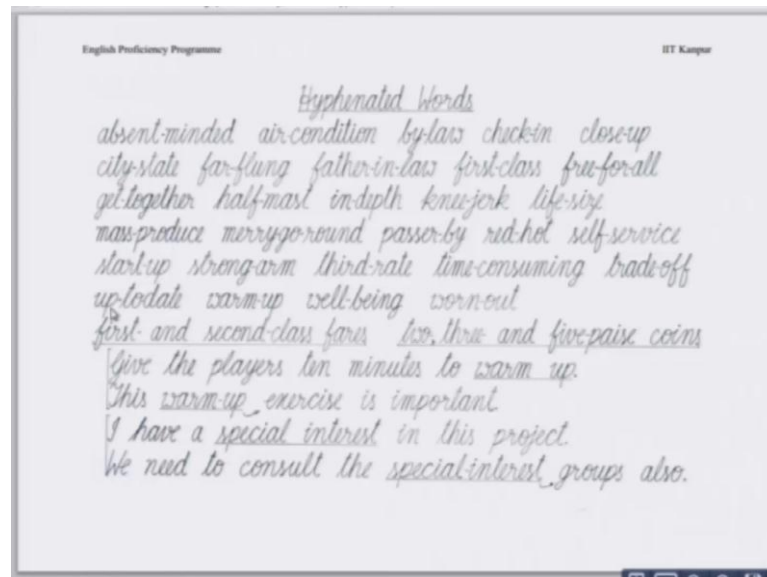 English Proficiency Programme IIT Kanpur
Hyphenated Words
absent-minded air-condition by-law check-in close-up
city-state far-flung father-in-law first-class free-for-all
get-together half-mast in-depth knee-jerk life-size
mass-produce merry-go-round passer-by red-hot self-service
start-up strong-arm third-rate time-consuming trade-off
up-to-date warm-up well-being worn-out
first- and second-class fares two, three- and five-paise coins
Give the players ten minutes to warm up.
This warm-up exercise is important.
I have a special interest in this project.
We need to consult the special-interest groups also.